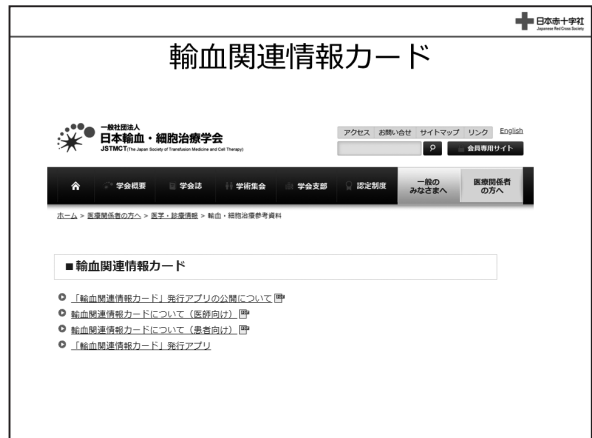 日本赤十字社
Japanese Red Cross Society
輸血関連情報カード
一般社団法人
日本輸血・細胞治療学会
JSTMCT(The Japan Society of Transfusion Medicine and Cell Therapy)
アクセス お問い合せ サイトマップ リンク English
会員専用サイト
学会概要 学会誌 学術集会 学会支部 認定制度 一般の みなさまへ 医療関係者 の方へ
ホーム > 医療関係者の方へ > 医学・診療情報 > 輸血・細胞治療参考資料
■輸血関連情報カード
「輸血関連情報カード」発行アプリの公開について
輸血関連情報カードについて（医師向け）
輸血関連情報カードについて（患者向け）
「輸血関連情報カード」発行アプリ